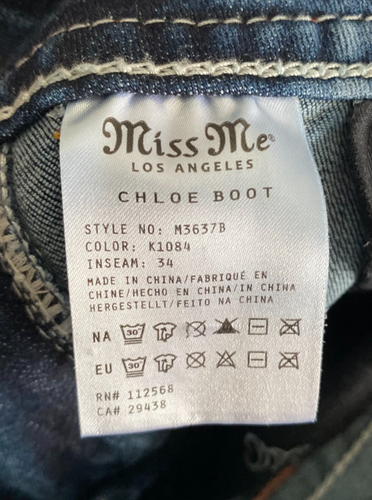 Miss Me®
LOS ANGELES
CHLOE BOOT
STYLE NO: M3637B
COLOR: K1084
INSEAM: 34
MADE IN CHINA/FABRIQUÉ EN
CHINE/HECHO EN CHINA/IN CHINA
HERGESTELLT/FEITO NA CHINA
NA 30°
EU 30°
RN# 112568
CA# 29438